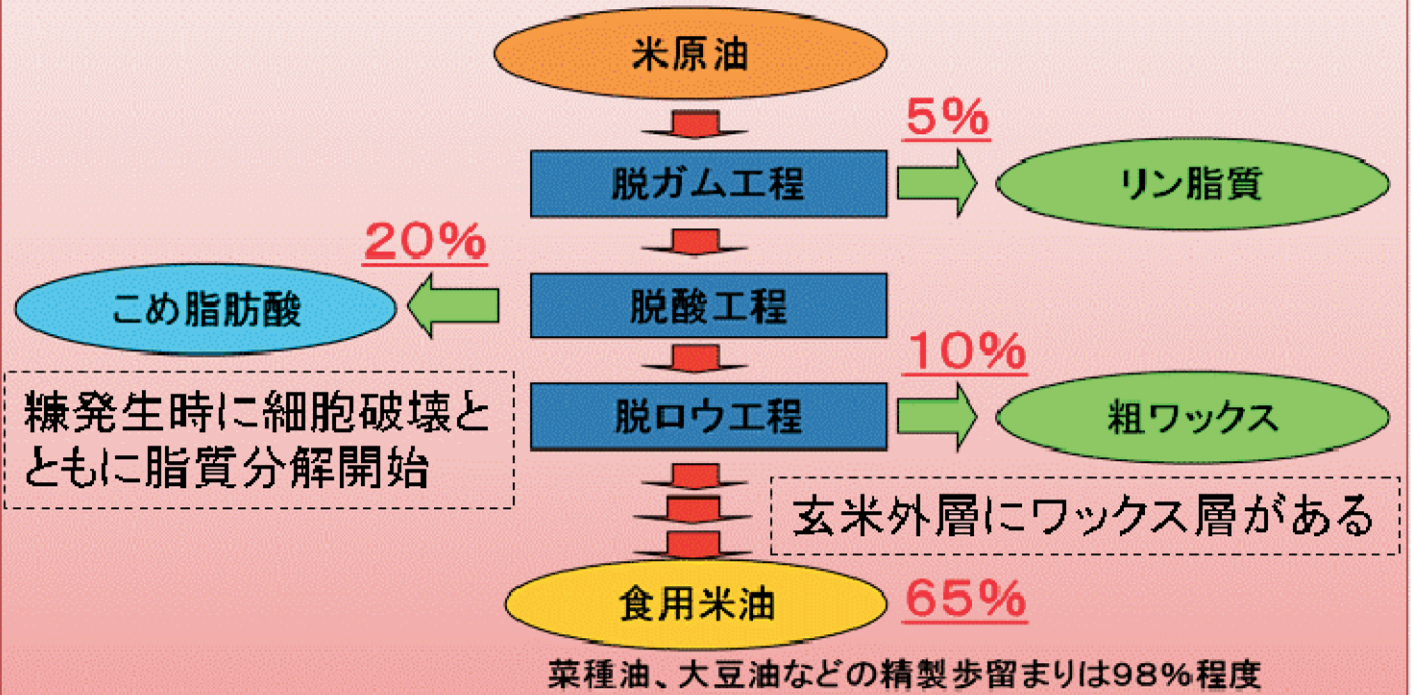 米原油
5%
脱ガム工程
リン脂質
20%
こめ脂肪酸
脱酸工程
10%
糠発生時に細胞破壊と
ともに脂質分解開始
脱ロウ工程
粗ワックス
玄米外層にワックス層がある
食用米油
65%
菜種油、大豆油などの精製歩留まりは98%程度